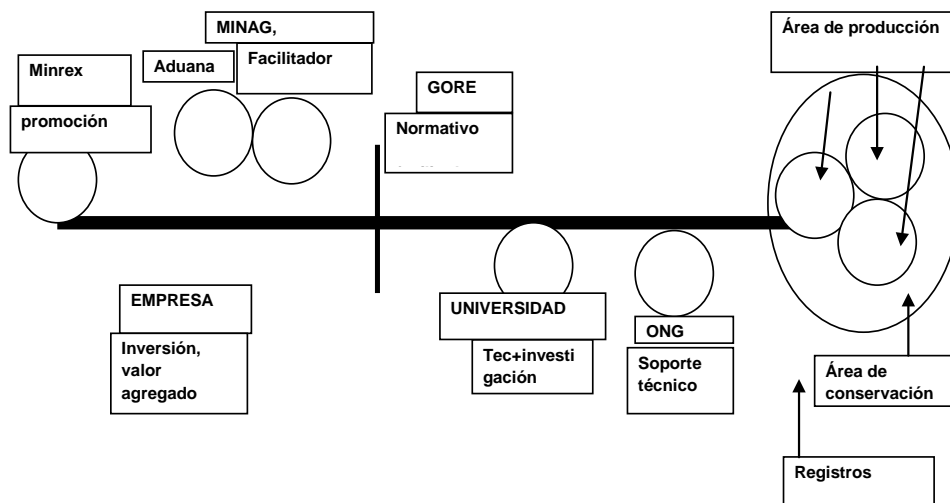 MINAG,
Facilitador
Aduana
Minrex
promoción
GORE
Normativo
Área de producción
EMPRESA
Inversión,
valor
agregado
UNIVERSIDAD
Tec+investi
gación
ONG
Soporte
técnico
Área de
conservación
Registros